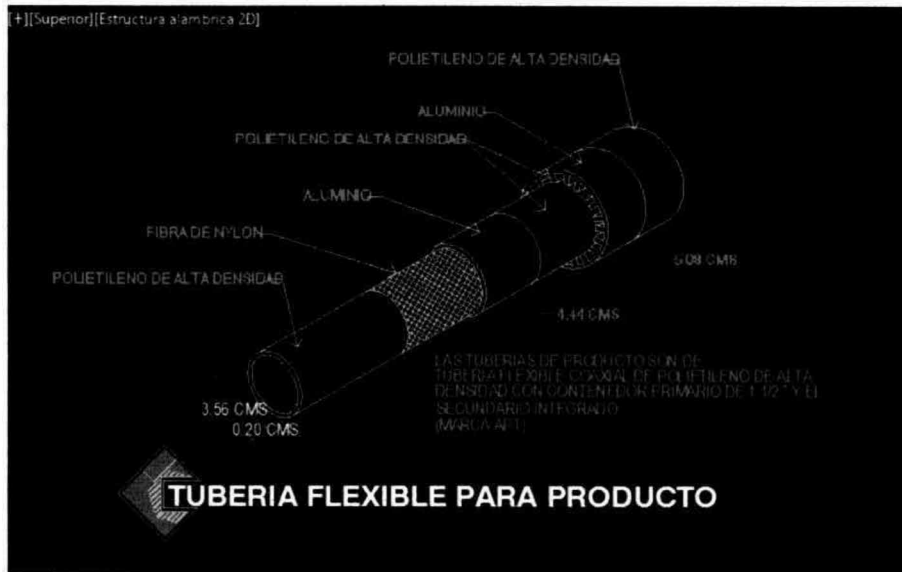 [+][Superior][Estructura alambrica 2D]
POLIETILENO DE ALTA DENSIDAD
ALUMINIO
POLIETILENO DE ALTA DENSIDAD
ALUMINIO
FIBRA DE NYLON
POLIETILENO DE ALTA DENSIDAD
5.08 CMS
4.44 CMS
LAS TUBERIAS DE PRODUCTO SON DE
TUBERIA FLEXIBLE COAXIAL DE POLIETILENO DE ALTA
DENSIDAD CON CONTENEDOR PRIMARIO DE 1 1/2" Y EL
SECUNDARIO INTEGRADO
(MARCA APT)
3.56 CMS
0.20 CMS
TUBERIA FLEXIBLE PARA PRODUCTO